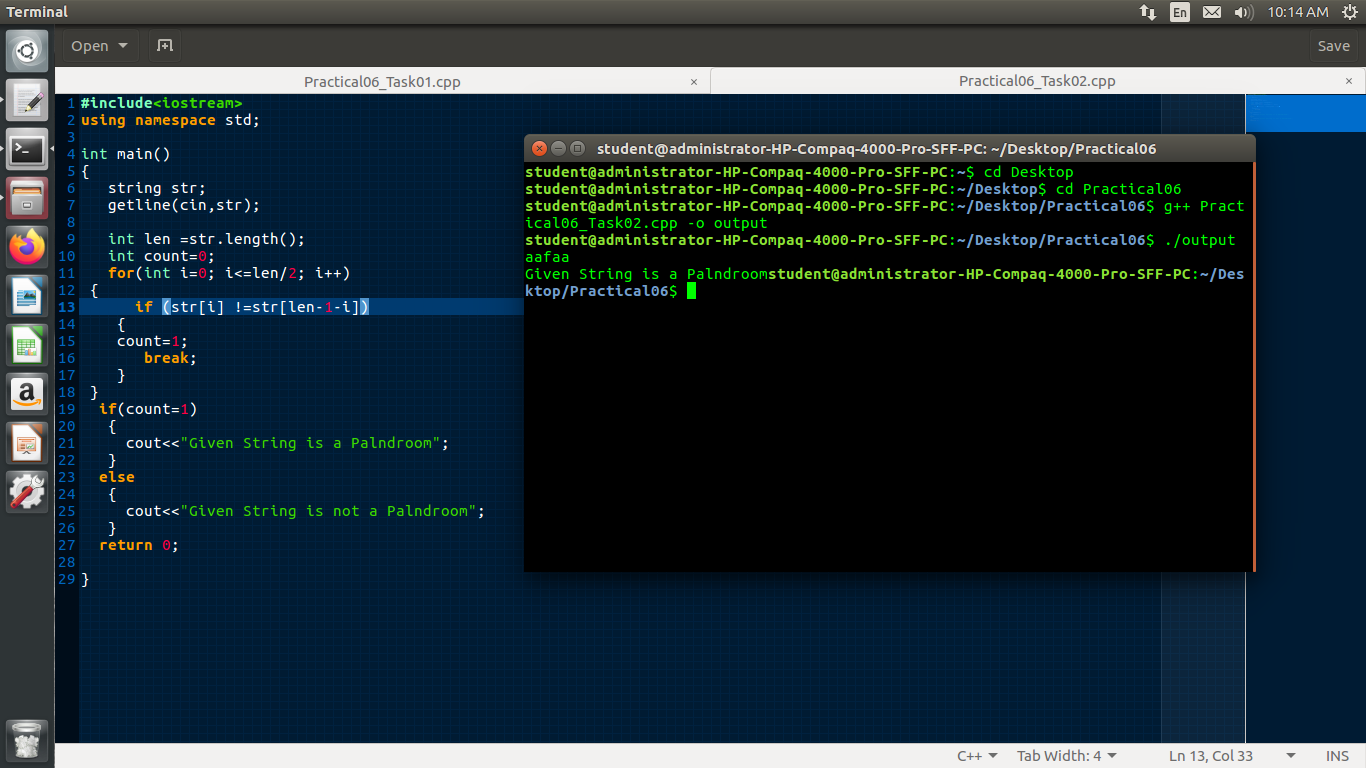 Terminal
En
10:14 AM
Open
Save
Practical06_Task01.cpp ×
Practical06_Task02.cpp ×
1 #include<iostream>
2 using namespace std;
3
4 int main()
5 {
6 string str;
7 getline(cin,str);
8
9 int len =str.length();
10 int count=0;
11 for(int i=0; i<=len/2; i++)
12 {
13 if (str[i] !=str[len-1-i])
14 {
15 count=1;
16 break;
17 }
18 }
19 if(count=1)
20 {
21 cout<<"Given String is a Palndroom";
22 }
23 else
24 {
25 cout<<"Given String is not a Palndroom";
26 }
27 return 0;
28
29 }
student@administrator-HP-Compaq-4000-Pro-SFF-PC: ~/Desktop/Practical06
student@administrator-HP-Compaq-4000-Pro-SFF-PC:~$ cd Desktop
student@administrator-HP-Compaq-4000-Pro-SFF-PC:~/Desktop$ cd Practical06
student@administrator-HP-Compaq-4000-Pro-SFF-PC:~/Desktop/Practical06$ g++ Pract
ical06_Task02.cpp -o output
student@administrator-HP-Compaq-4000-Pro-SFF-PC:~/Desktop/Practical06$ ./output
aafaa
Given String is a Palndroomstudent@administrator-HP-Compaq-4000-Pro-SFF-PC:~/Des
ktop/Practical06$
C++
Tab Width: 4
Ln 13, Col 33
INS